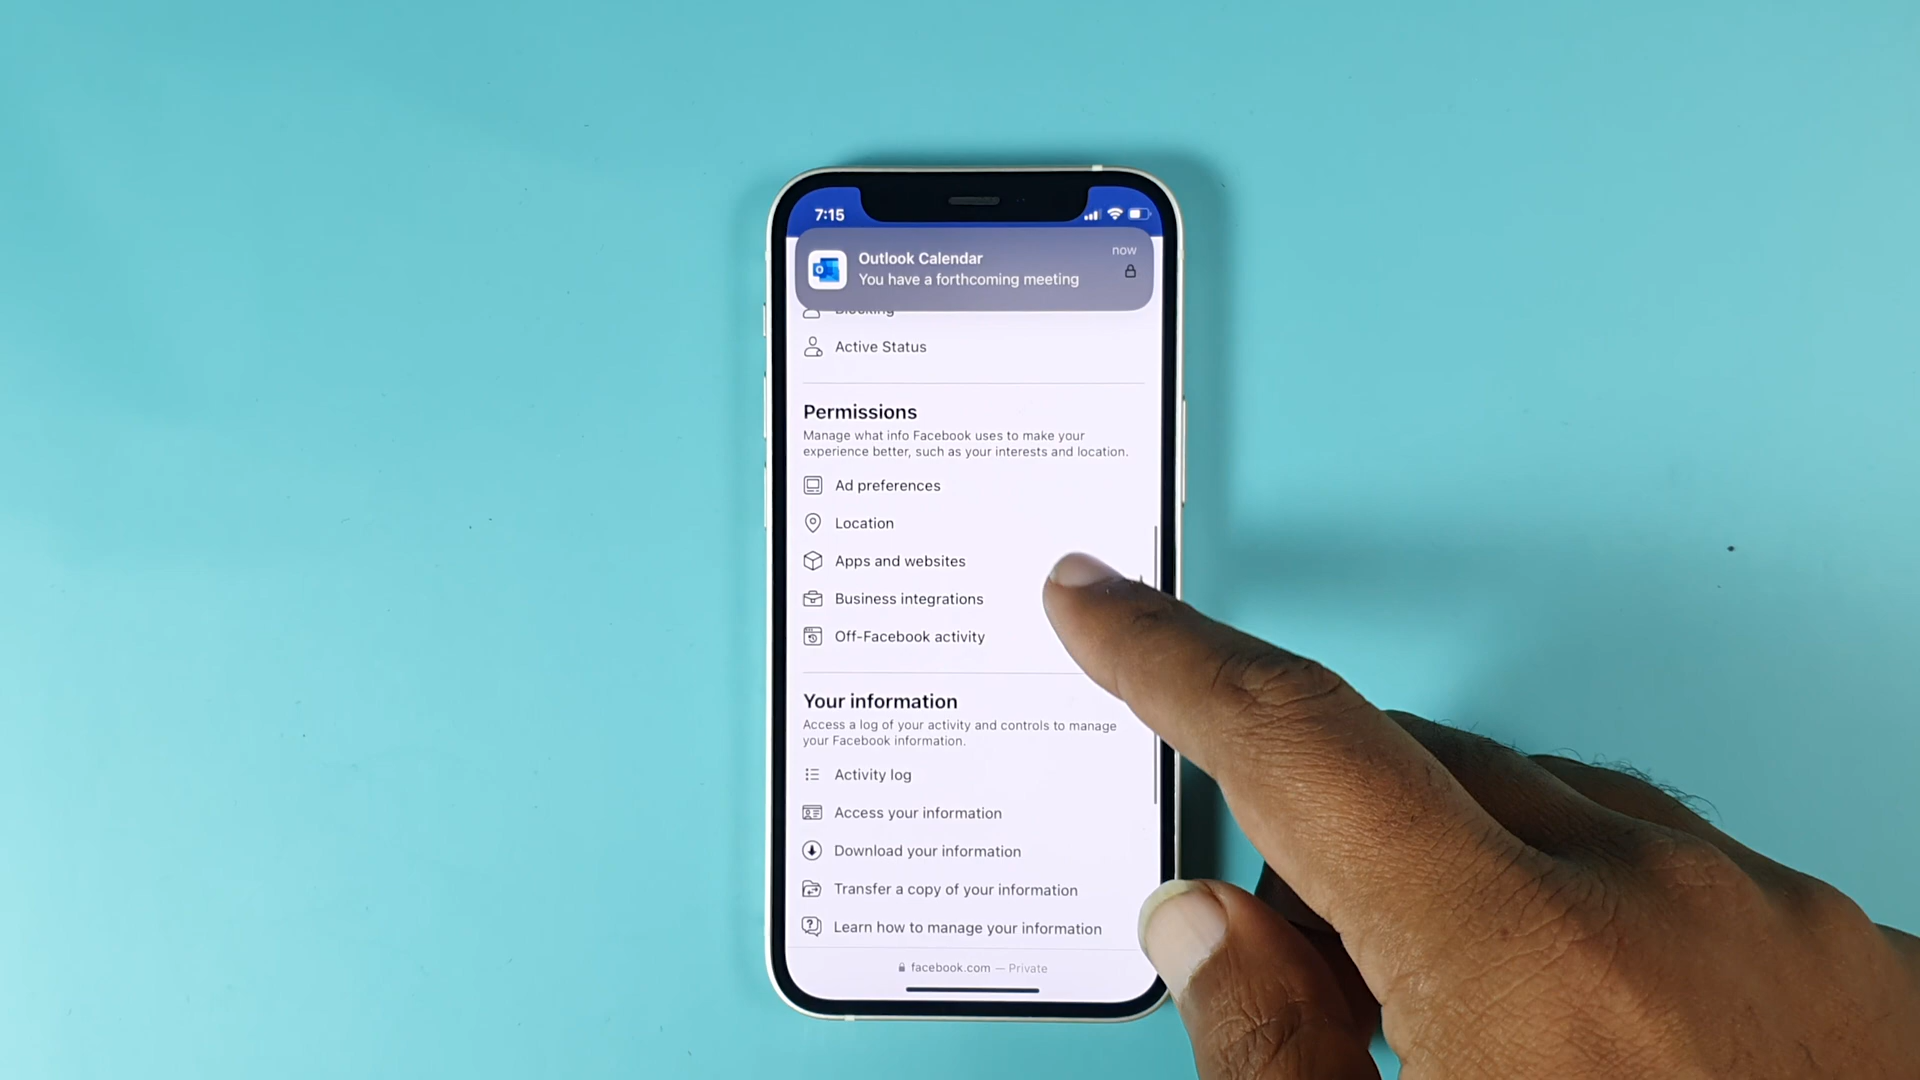 7:15
Outlook Calendar
now
You have a forthcoming meeting
Blocking
Active Status
Permissions
Manage what info Facebook uses to make your
experience better, such as your interests and location.
Ad preferences
Location
Apps and websites
Business integrations
Off-Facebook activity
Your information
Access a log of your activity and controls to manage
your Facebook information.
Activity log
Access your information
Download your information
Transfer a copy of your information
Learn how to manage your information
facebook.com — Private